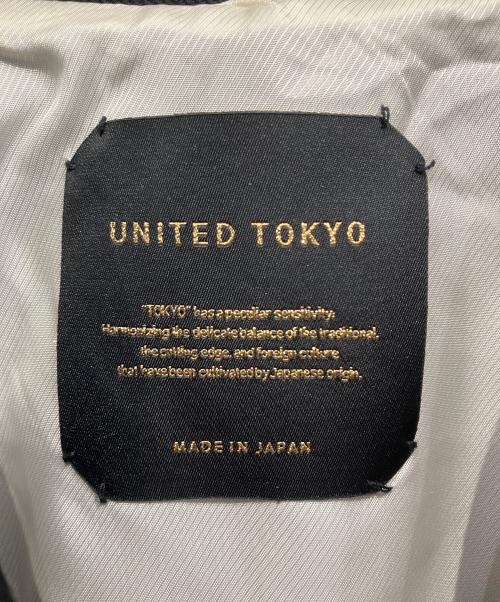 UNITED TOKYO
"TOKYO" has a peculiar sensitivity.
Harmonizing the delicate balance of the traditional,
the cutting edge, and foreign culture
that have been cultivated by Japanese origin.
MADE IN JAPAN